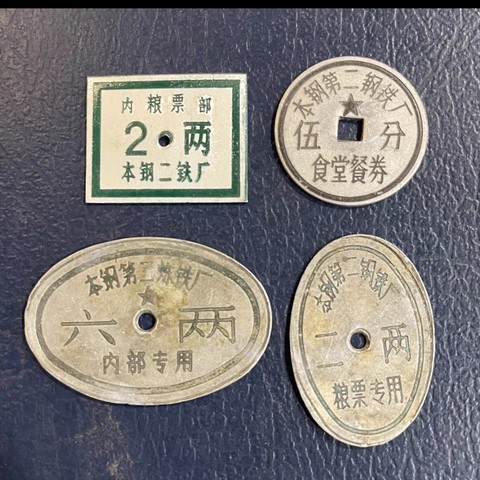 内粮票部
2两
本钢二鉄厂
本钢第二钢铁厂
伍分
食堂餐券
本钢第二炼铁厂
六两
内部专用
本钢第二钢铁厂
二两
粮票专用